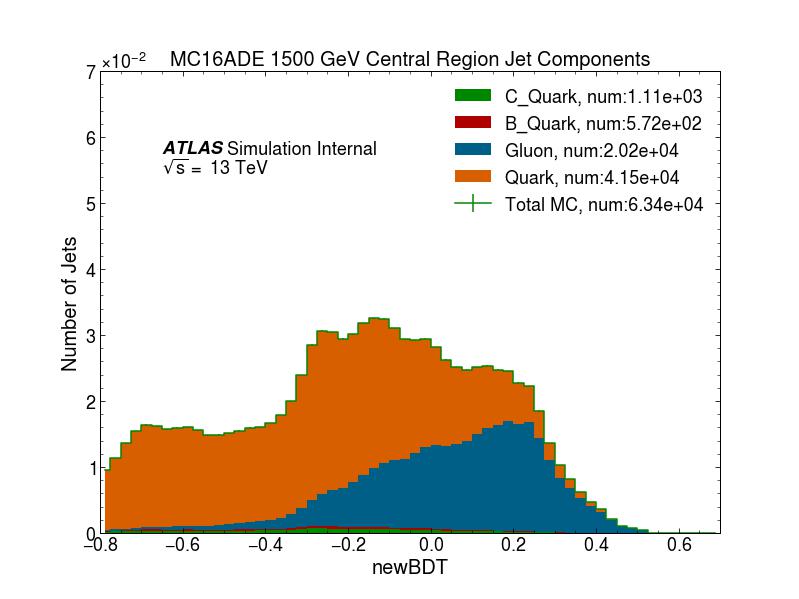 ×10⁻² MC16ADE 1500 GeV Central Region Jet Components
ATLAS Simulation Internal
√s = 13 TeV
C_Quark, num:1.11e+03
B_Quark, num:5.72e+02
Gluon, num:2.02e+04
Quark, num:4.15e+04
Total MC, num:6.34e+04
Number of Jets
7
6
5
4
3
2
1
0
−0.8 −0.6 −0.4 −0.2 0.0 0.2 0.4 0.6
newBDT